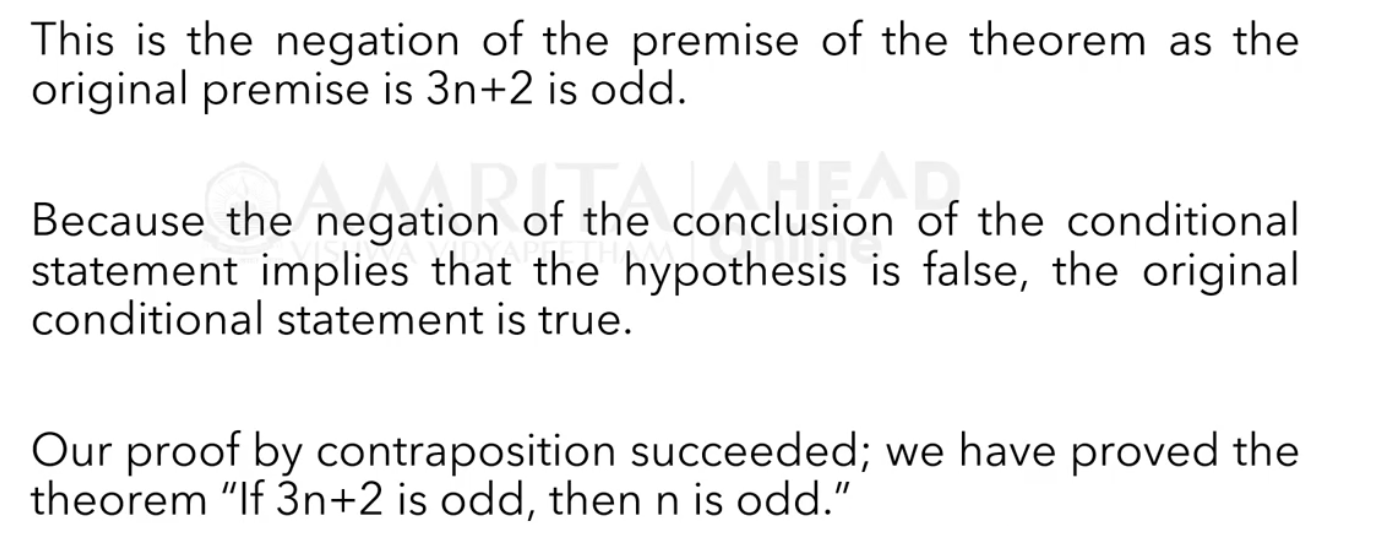 This is the negation of the premise of the theorem as the
original premise is 3n+2 is odd.
AMRITA AHEAD
Because the negation of the conclusion of the conditional
VISHWA VIDYAPEETHAM Online
statement implies that the hypothesis is false, the original
conditional statement is true.
Our proof by contraposition succeeded; we have proved the
theorem “If 3n+2 is odd, then n is odd.”